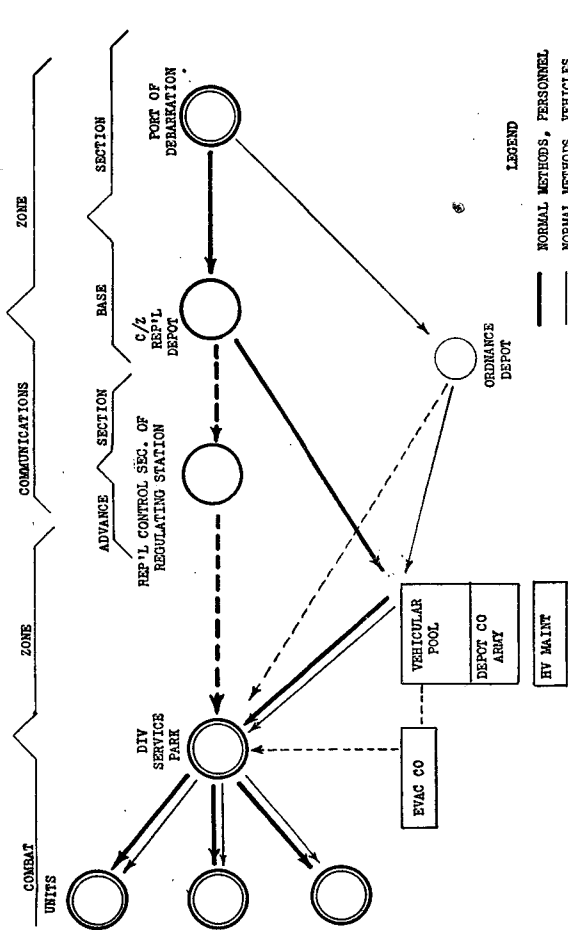 COMBAT ZONE COMMUNICATIONS ZONE
ADVANCE SECTION BASE SECTION
UNITS
DIV
SERVICE
PARK
REP'L CONTROL SEC. OF
REGULATING STATION
C/Z
REP'L
DEPOT
PORT OF
DEBARKATION
EVAC CO
VEHICULAR
POOL
DEPOT CO
ARMY
HV MAINT
ORDNANCE
DEPOT
LEGEND
NORMAL METHODS, PERSONNEL
NORMAL METHODS, VEHICLES